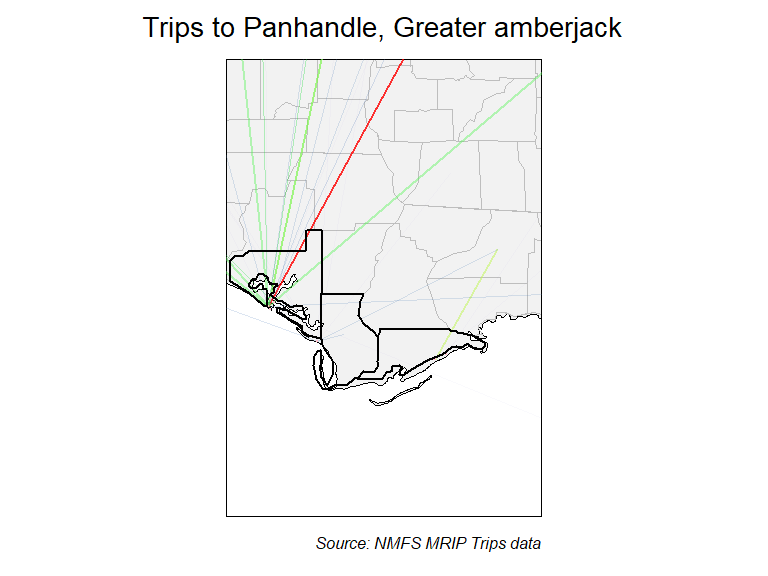 Trips to Panhandle, Greater amberjack
Source: NMFS MRIP Trips data